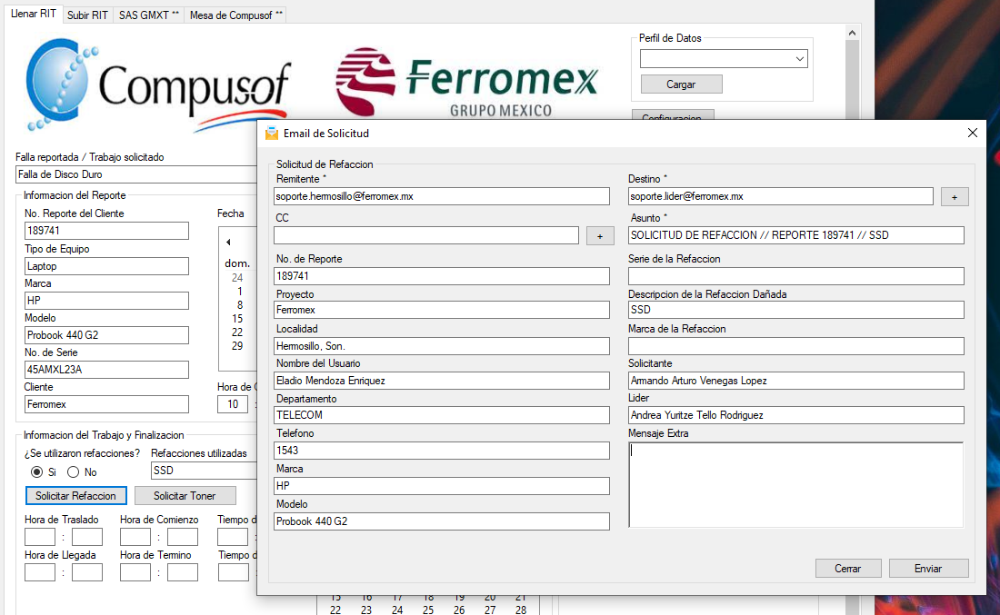 Llenar RIT
Subir RIT
SAS GMXT **
Mesa de Compusof **
Compusof
Ferromex
GRUPO MEXICO
Perfil de Datos
Cargar
Configuracion
Falla reportada / Trabajo solicitado
Falla de Disco Duro
Infomacion del Reporte
No. Reporte del Cliente
189741
Tipo de Equipo
Laptop
Marca
HP
Modelo
Probook 440 G2
No. de Serie
45AMXL23A
Cliente
Ferromex
Fecha
dom.
24
1
8
15
22
29
Hora de
10 :
Informacion del Trabajo y Finalizacion
¿Se utilizaron refacciones?
Si
No
Refacciones utilizadas
SSD
Solicitar Refaccion
Solicitar Toner
Hora de Traslado
:
Hora de Comienzo
:
Tiempo d
Hora de Llegada
:
Hora de Termino
:
Tiempo d
15 16 17 18 19 20 21
22 23 24 25 26 27 28
Email de Solicitud
Solicitud de Refaccion
Remitente *
soporte.hermosillo@ferromex.mx
CC
+
No. de Reporte
189741
Proyecto
Ferromex
Localidad
Hermosillo, Son.
Nombre del Usuario
Eladio Mendoza Enriquez
Departamento
TELECOM
Telefono
1543
Marca
HP
Modelo
Probook 440 G2
Destino *
soporte.lider@ferromex.mx
+
Asunto *
SOLICITUD DE REFACCION // REPORTE 189741 // SSD
Serie de la Refaccion
Descripcion de la Refaccion Dañada
SSD
Marca de la Refaccion
Solicitante
Armando Arturo Venegas Lopez
Lider
Andrea Yuritze Tello Rodriguez
Mensaje Extra
Cerrar
Enviar